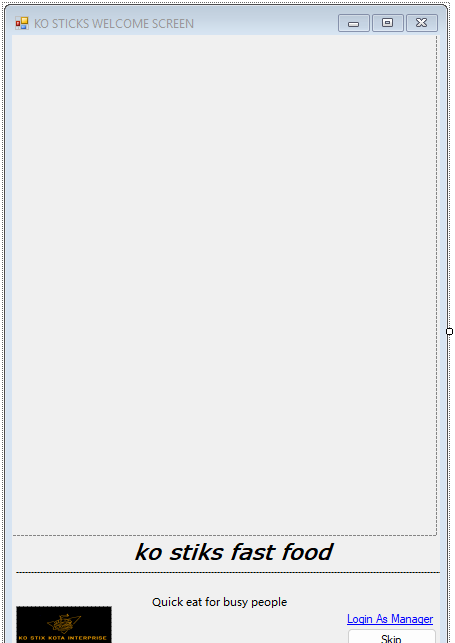 KO STICKS WELCOME SCREEN
ko stiks fast food
Quick eat for busy people
Login As Manager
KO STIX KOTA INTERPRISE
Skip